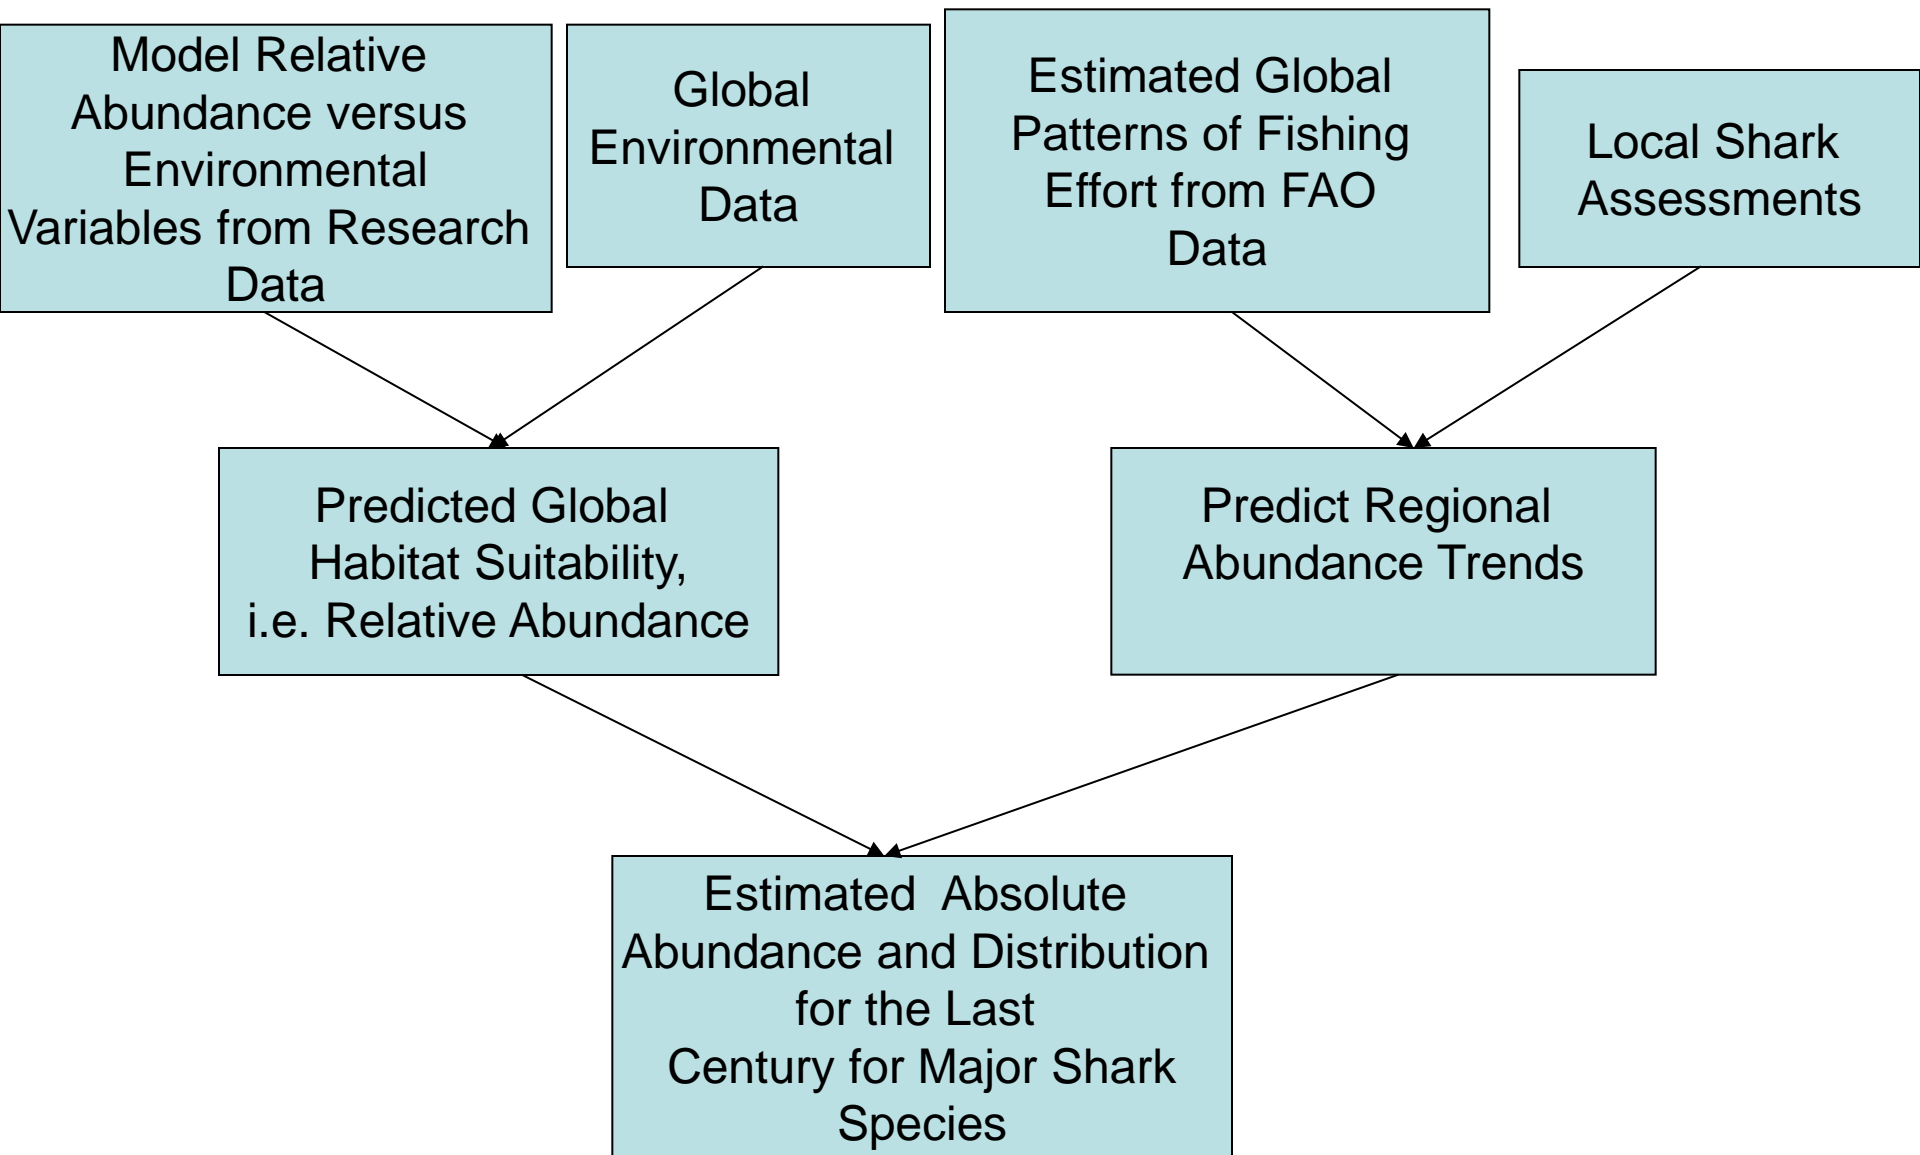 Model Relative
Abundance versus
Environmental
Variables from Research
Data
Global
Environmental
Data
Estimated Global
Patterns of Fishing
Effort from FAO
Data
Local Shark
Assessments
Predicted Global
Habitat Suitability,
i.e. Relative Abundance
Predict Regional
Abundance Trends
Estimated Absolute
Abundance and Distribution
for the Last
Century for Major Shark
Species